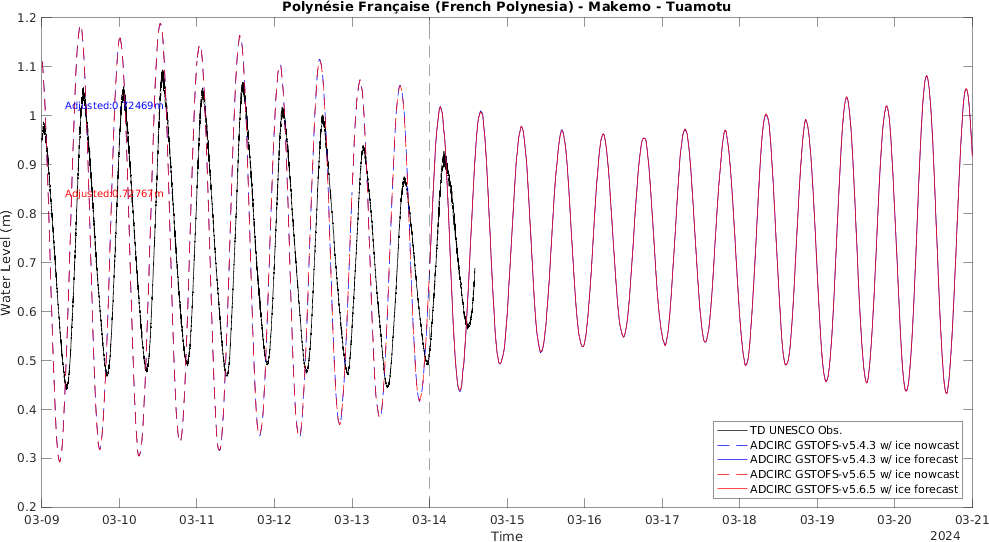 Polynésie Française (French Polynesia) - Makemo - Tuamotu
1.2
1.1
1
0.9
0.8
0.7
0.6
0.5
0.4
0.3
0.2
Water Level (m)
Adjusted:0.72469m
Adjusted:0.72767m
TD UNESCO Obs.
ADCIRC GSTOFS-v5.4.3 w/ ice nowcast
ADCIRC GSTOFS-v5.4.3 w/ ice forecast
ADCIRC GSTOFS-v5.6.5 w/ ice nowcast
ADCIRC GSTOFS-v5.6.5 w/ ice forecast
03-09 03-10 03-11 03-12 03-13 03-14 03-15 03-16 03-17 03-18 03-19 03-20 03-21
Time
2024